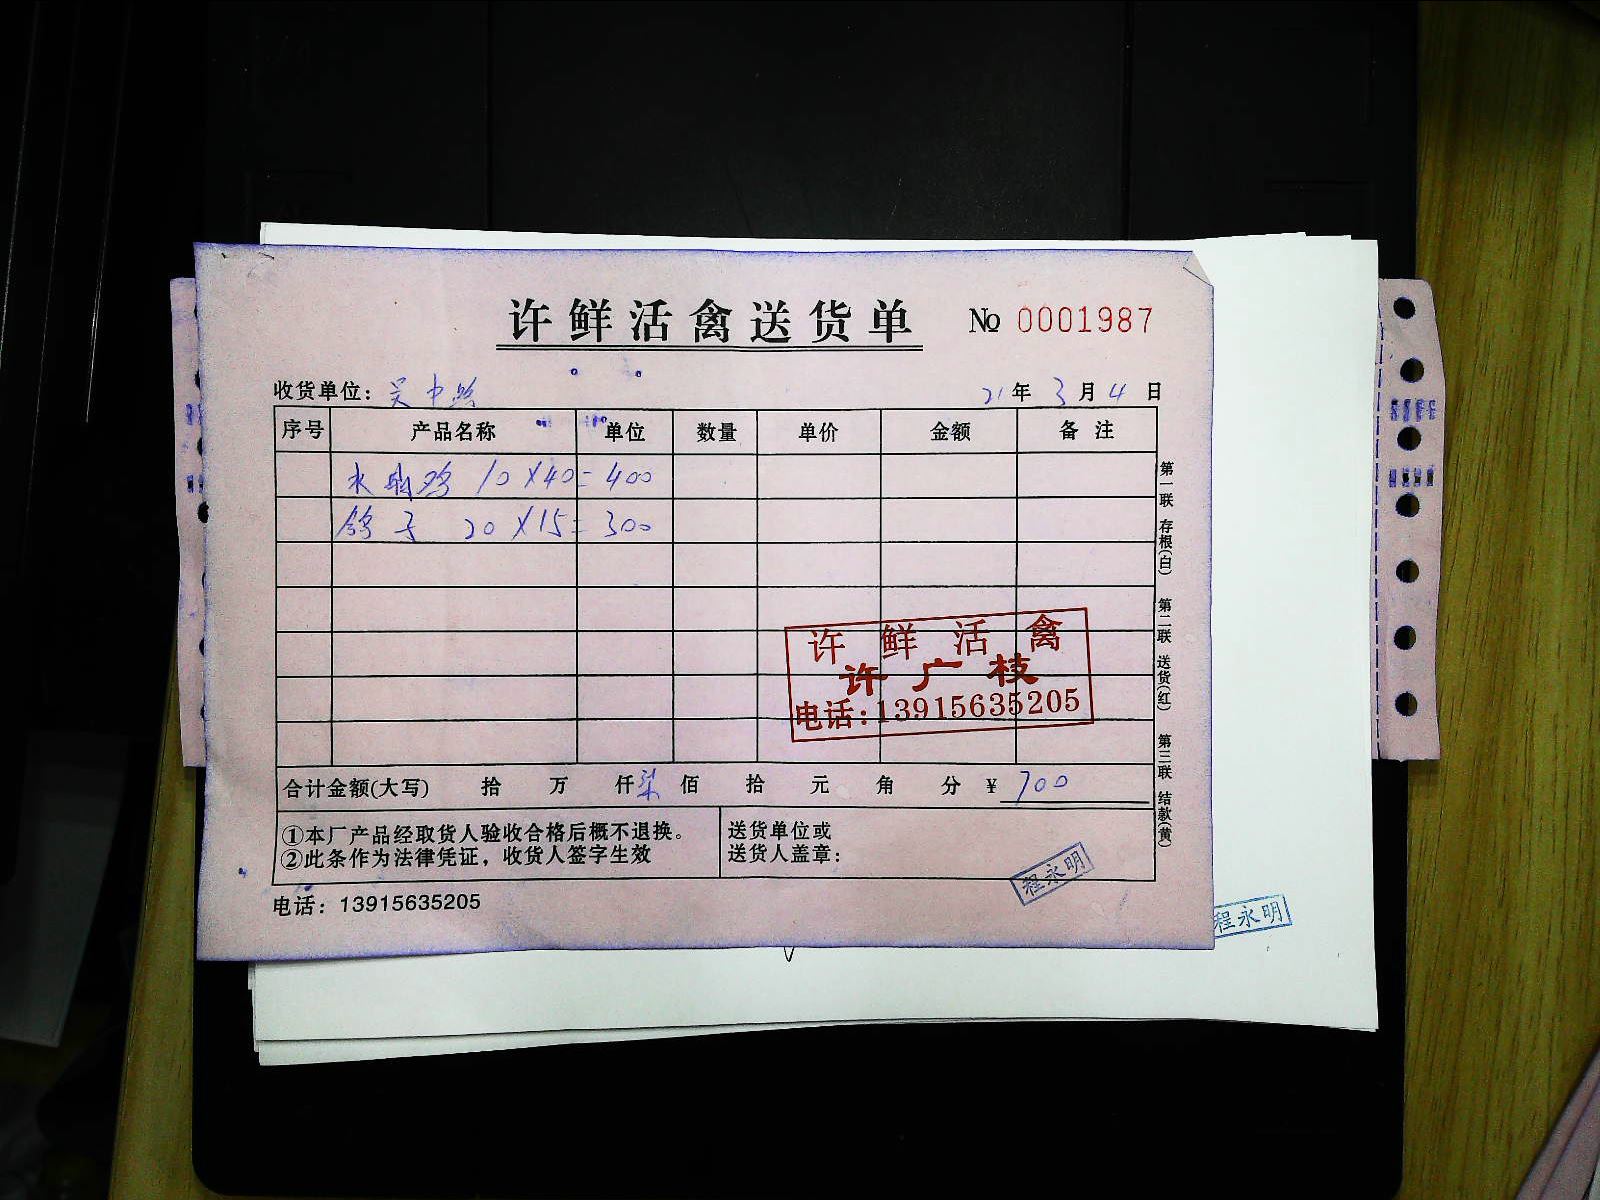 许鲜活禽送货单 № 0001987
收货单位：吴中路 21年3月4日
序号 产品名称 单位 数量 单价 金额 备注
水 鸡 10×40=400
鸽子 20×15=300
许鲜活禽
许广枝
电话:13915635205
合计金额(大写) 拾 万 仟柒佰 拾 元 角 分 ￥700
①本厂产品经取货人验收合格后概不退换。
②此条作为法律凭证，收货人签字生效
送货单位或
送货人盖章：
程永明
电话：13915635205
第一联 存根(白) 第二联 送货(红) 第三联 结款(黄)
程永明